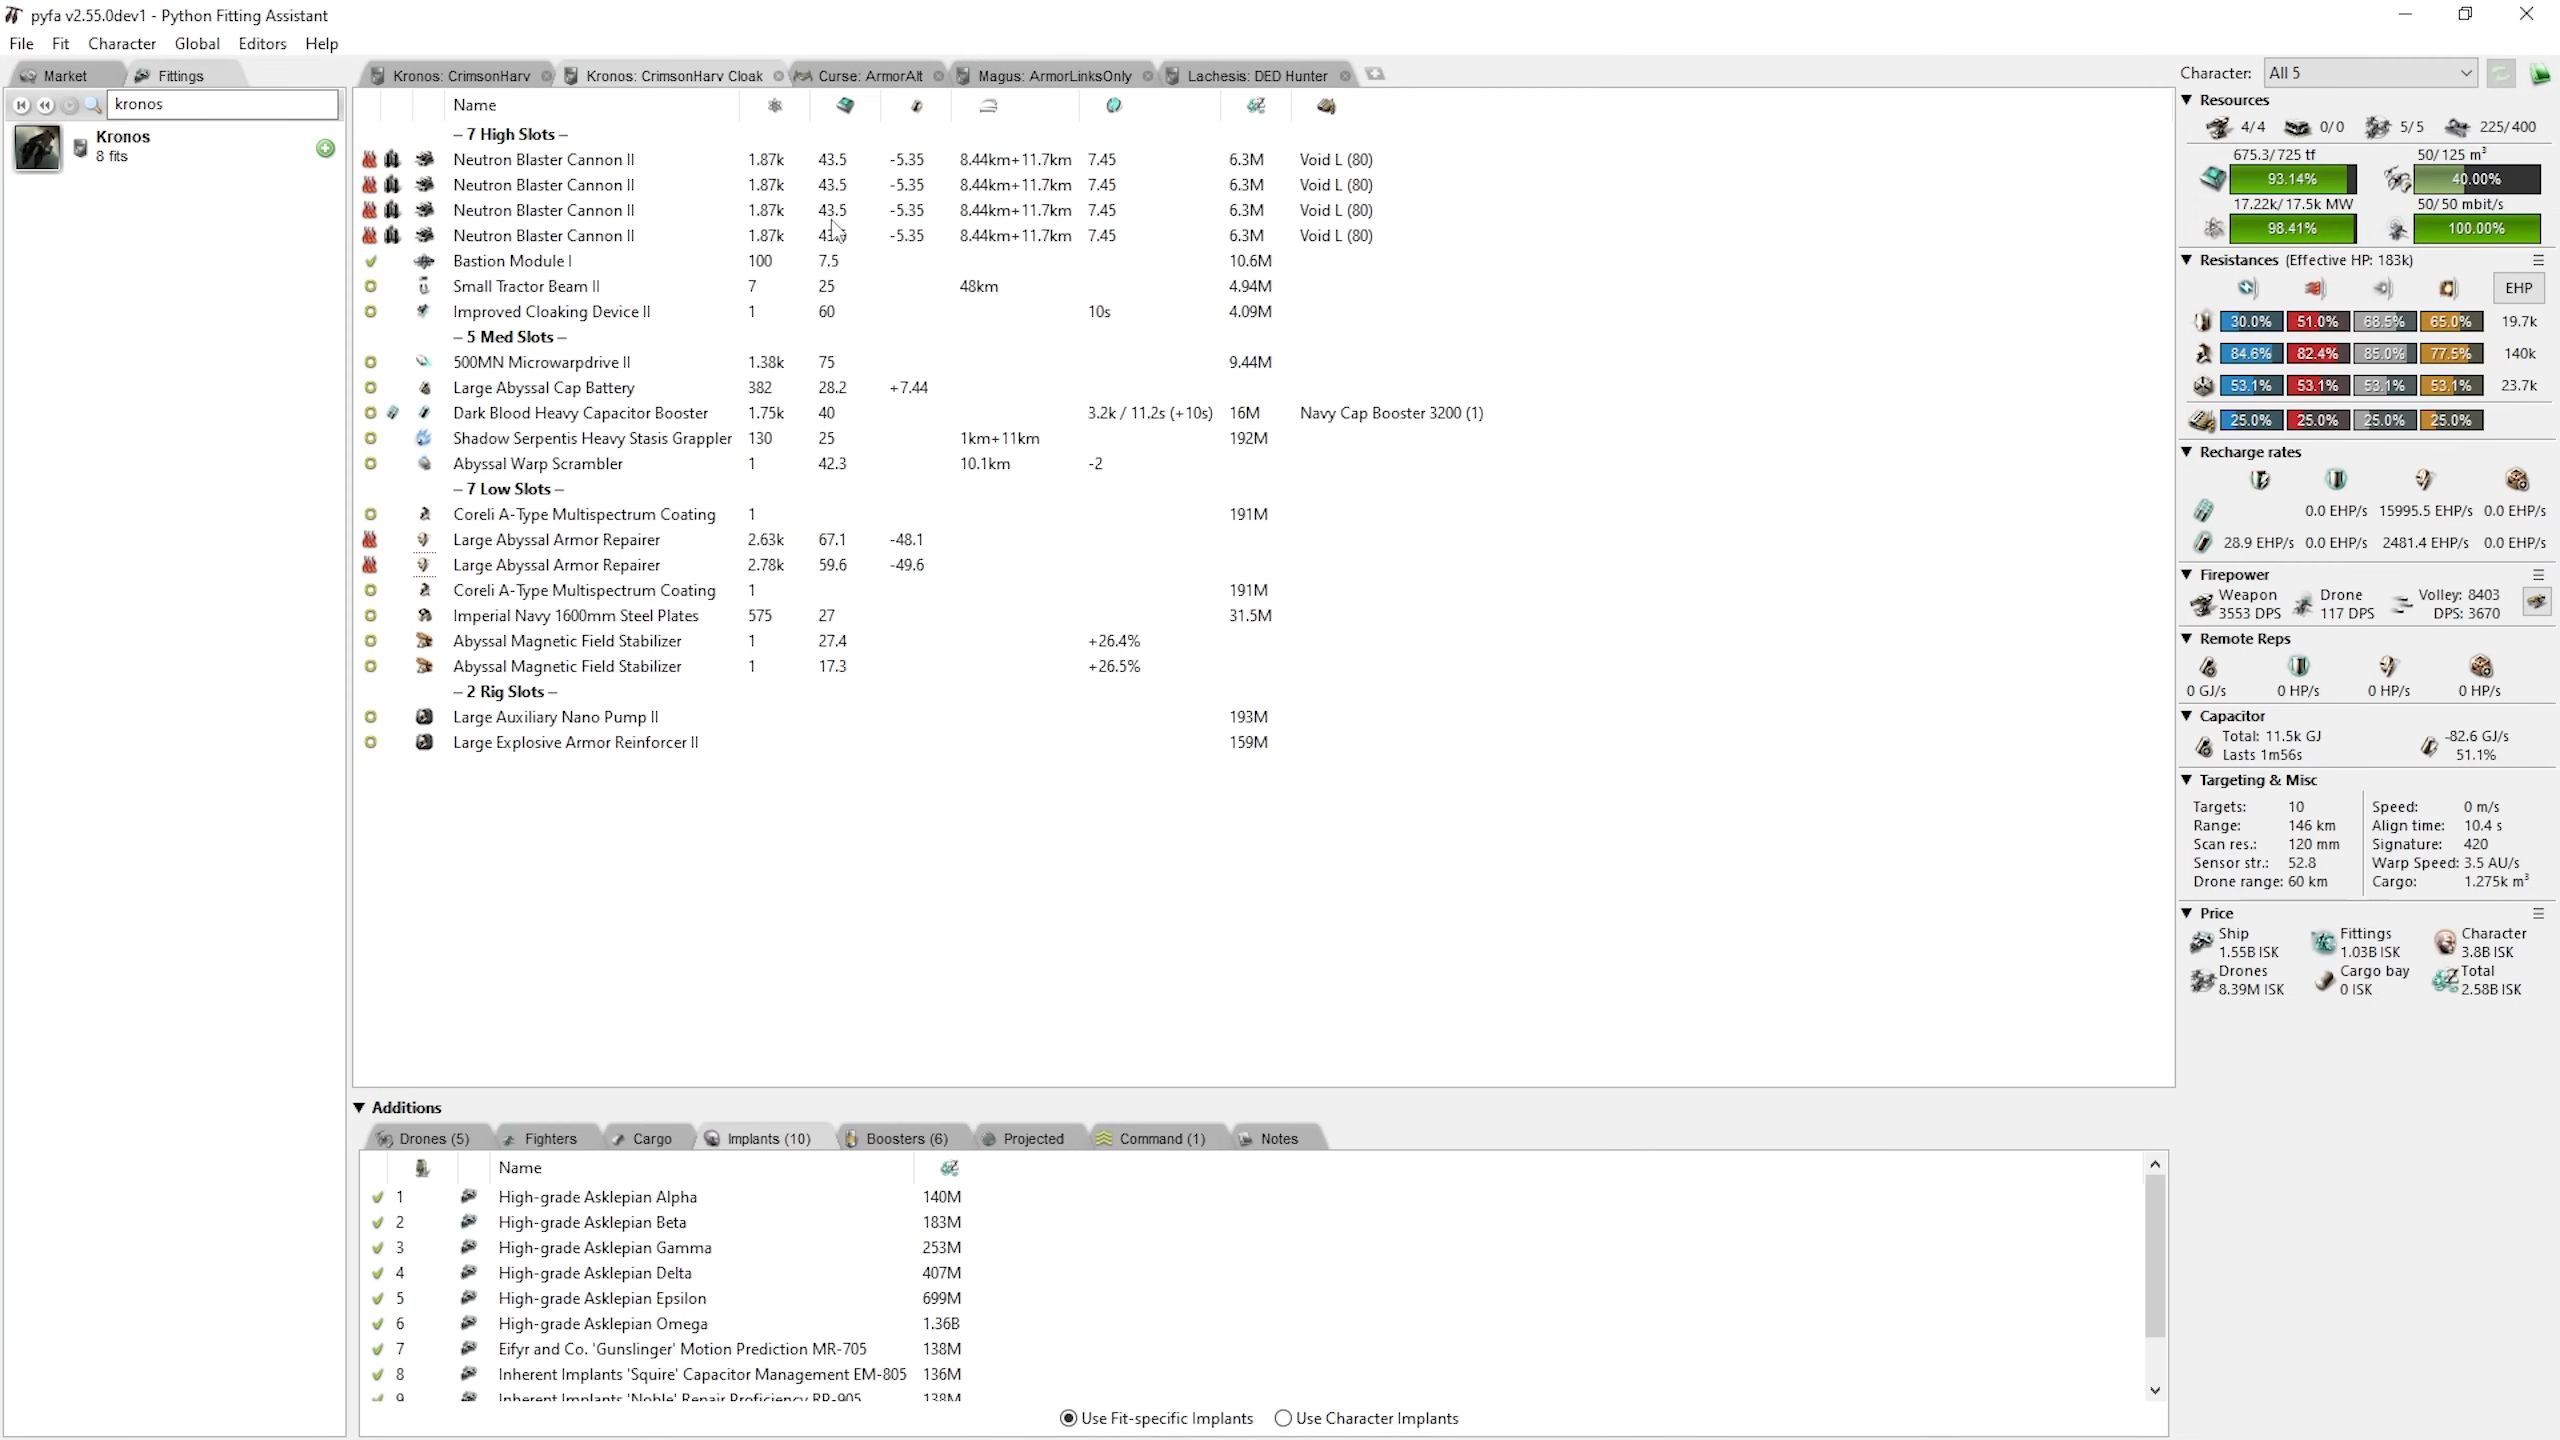 pyfa v2.55.0dev1 - Python Fitting Assistant
File Fit Character Global Editors Help
Market Fittings
kronos
Kronos
8 fits
Kronos: CrimsonHarv Kronos: CrimsonHarv Cloak Curse: ArmorAlt Magus: ArmorLinksOnly Lachesis: DED Hunter
Name
– 7 High Slots –
Neutron Blaster Cannon II 1.87k 43.5 -5.35 8.44km+11.7km 7.45 6.3M Void L (80)
Neutron Blaster Cannon II 1.87k 43.5 -5.35 8.44km+11.7km 7.45 6.3M Void L (80)
Neutron Blaster Cannon II 1.87k 43.5 -5.35 8.44km+11.7km 7.45 6.3M Void L (80)
Neutron Blaster Cannon II 1.87k -5.35 8.44km+11.7km 7.45 6.3M Void L (80)
Bastion Module I 100 7.5 10.6M
Small Tractor Beam II 7 25 48km 4.94M
Improved Cloaking Device II 1 60 10s 4.09M
– 5 Med Slots –
500MN Microwarpdrive II 1.38k 75 9.44M
Large Abyssal Cap Battery 382 28.2 +7.44
Dark Blood Heavy Capacitor Booster 1.75k 40 3.2k / 11.2s (+10s) 16M Navy Cap Booster 3200 (1)
Shadow Serpentis Heavy Stasis Grappler 130 25 1km+11km 192M
Abyssal Warp Scrambler 1 42.3 10.1km -2
– 7 Low Slots –
Coreli A-Type Multispectrum Coating 1 191M
Large Abyssal Armor Repairer 2.63k 67.1 -48.1
Large Abyssal Armor Repairer 2.78k 59.6 -49.6
Coreli A-Type Multispectrum Coating 1 191M
Imperial Navy 1600mm Steel Plates 575 27 31.5M
Abyssal Magnetic Field Stabilizer 1 27.4 +26.4%
Abyssal Magnetic Field Stabilizer 1 17.3 +26.5%
– 2 Rig Slots –
Large Auxiliary Nano Pump II 193M
Large Explosive Armor Reinforcer II 159M
Additions
Drones (5) Fighters Cargo Implants (10) Boosters (6) Projected Command (1) Notes
Name
1 High-grade Asklepian Alpha 140M
2 High-grade Asklepian Beta 183M
3 High-grade Asklepian Gamma 253M
4 High-grade Asklepian Delta 407M
5 High-grade Asklepian Epsilon 699M
6 High-grade Asklepian Omega 1.36B
7 Eifyr and Co. 'Gunslinger' Motion Prediction MR-705 138M
8 Inherent Implants 'Squire' Capacitor Management EM-805 136M
9 Inherent Implants 'Noble' Repair Proficiency RP-905 138M
Use Fit-specific Implants Use Character Implants
Character: All 5
Resources
4/4 0/0 5/5 225/400
675.3/725 tf 50/125 m³
93.14% 40.00%
17.22k/17.5k MW 50/50 mbit/s
98.41% 100.00%
Resistances (Effective HP: 183k)
EHP
30.0% 51.0% 68.5% 65.0% 19.7k
84.6% 82.4% 85.0% 77.5% 140k
53.1% 53.1% 53.1% 53.1% 23.7k
25.0% 25.0% 25.0% 25.0%
Recharge rates
0.0 EHP/s 15995.5 EHP/s 0.0 EHP/s
28.9 EHP/s 0.0 EHP/s 2481.4 EHP/s 0.0 EHP/s
Firepower
Weapon Drone Volley: 8403
3553 DPS 117 DPS DPS: 3670
Remote Reps
0 GJ/s 0 HP/s 0 HP/s 0 HP/s
Capacitor
Total: 11.5k GJ -82.6 GJ/s
Lasts 1m56s 51.1%
Targeting & Misc
Targets: 10 Speed: 0 m/s
Range: 146 km Align time: 10.4 s
Scan res.: 120 mm Signature: 420
Sensor str.: 52.8 Warp Speed: 3.5 AU/s
Drone range: 60 km Cargo: 1.275k m³
Price
Ship Fittings Character
1.55B ISK 1.03B ISK 3.8B ISK
Drones Cargo bay Total
8.39M ISK 0 ISK 2.58B ISK